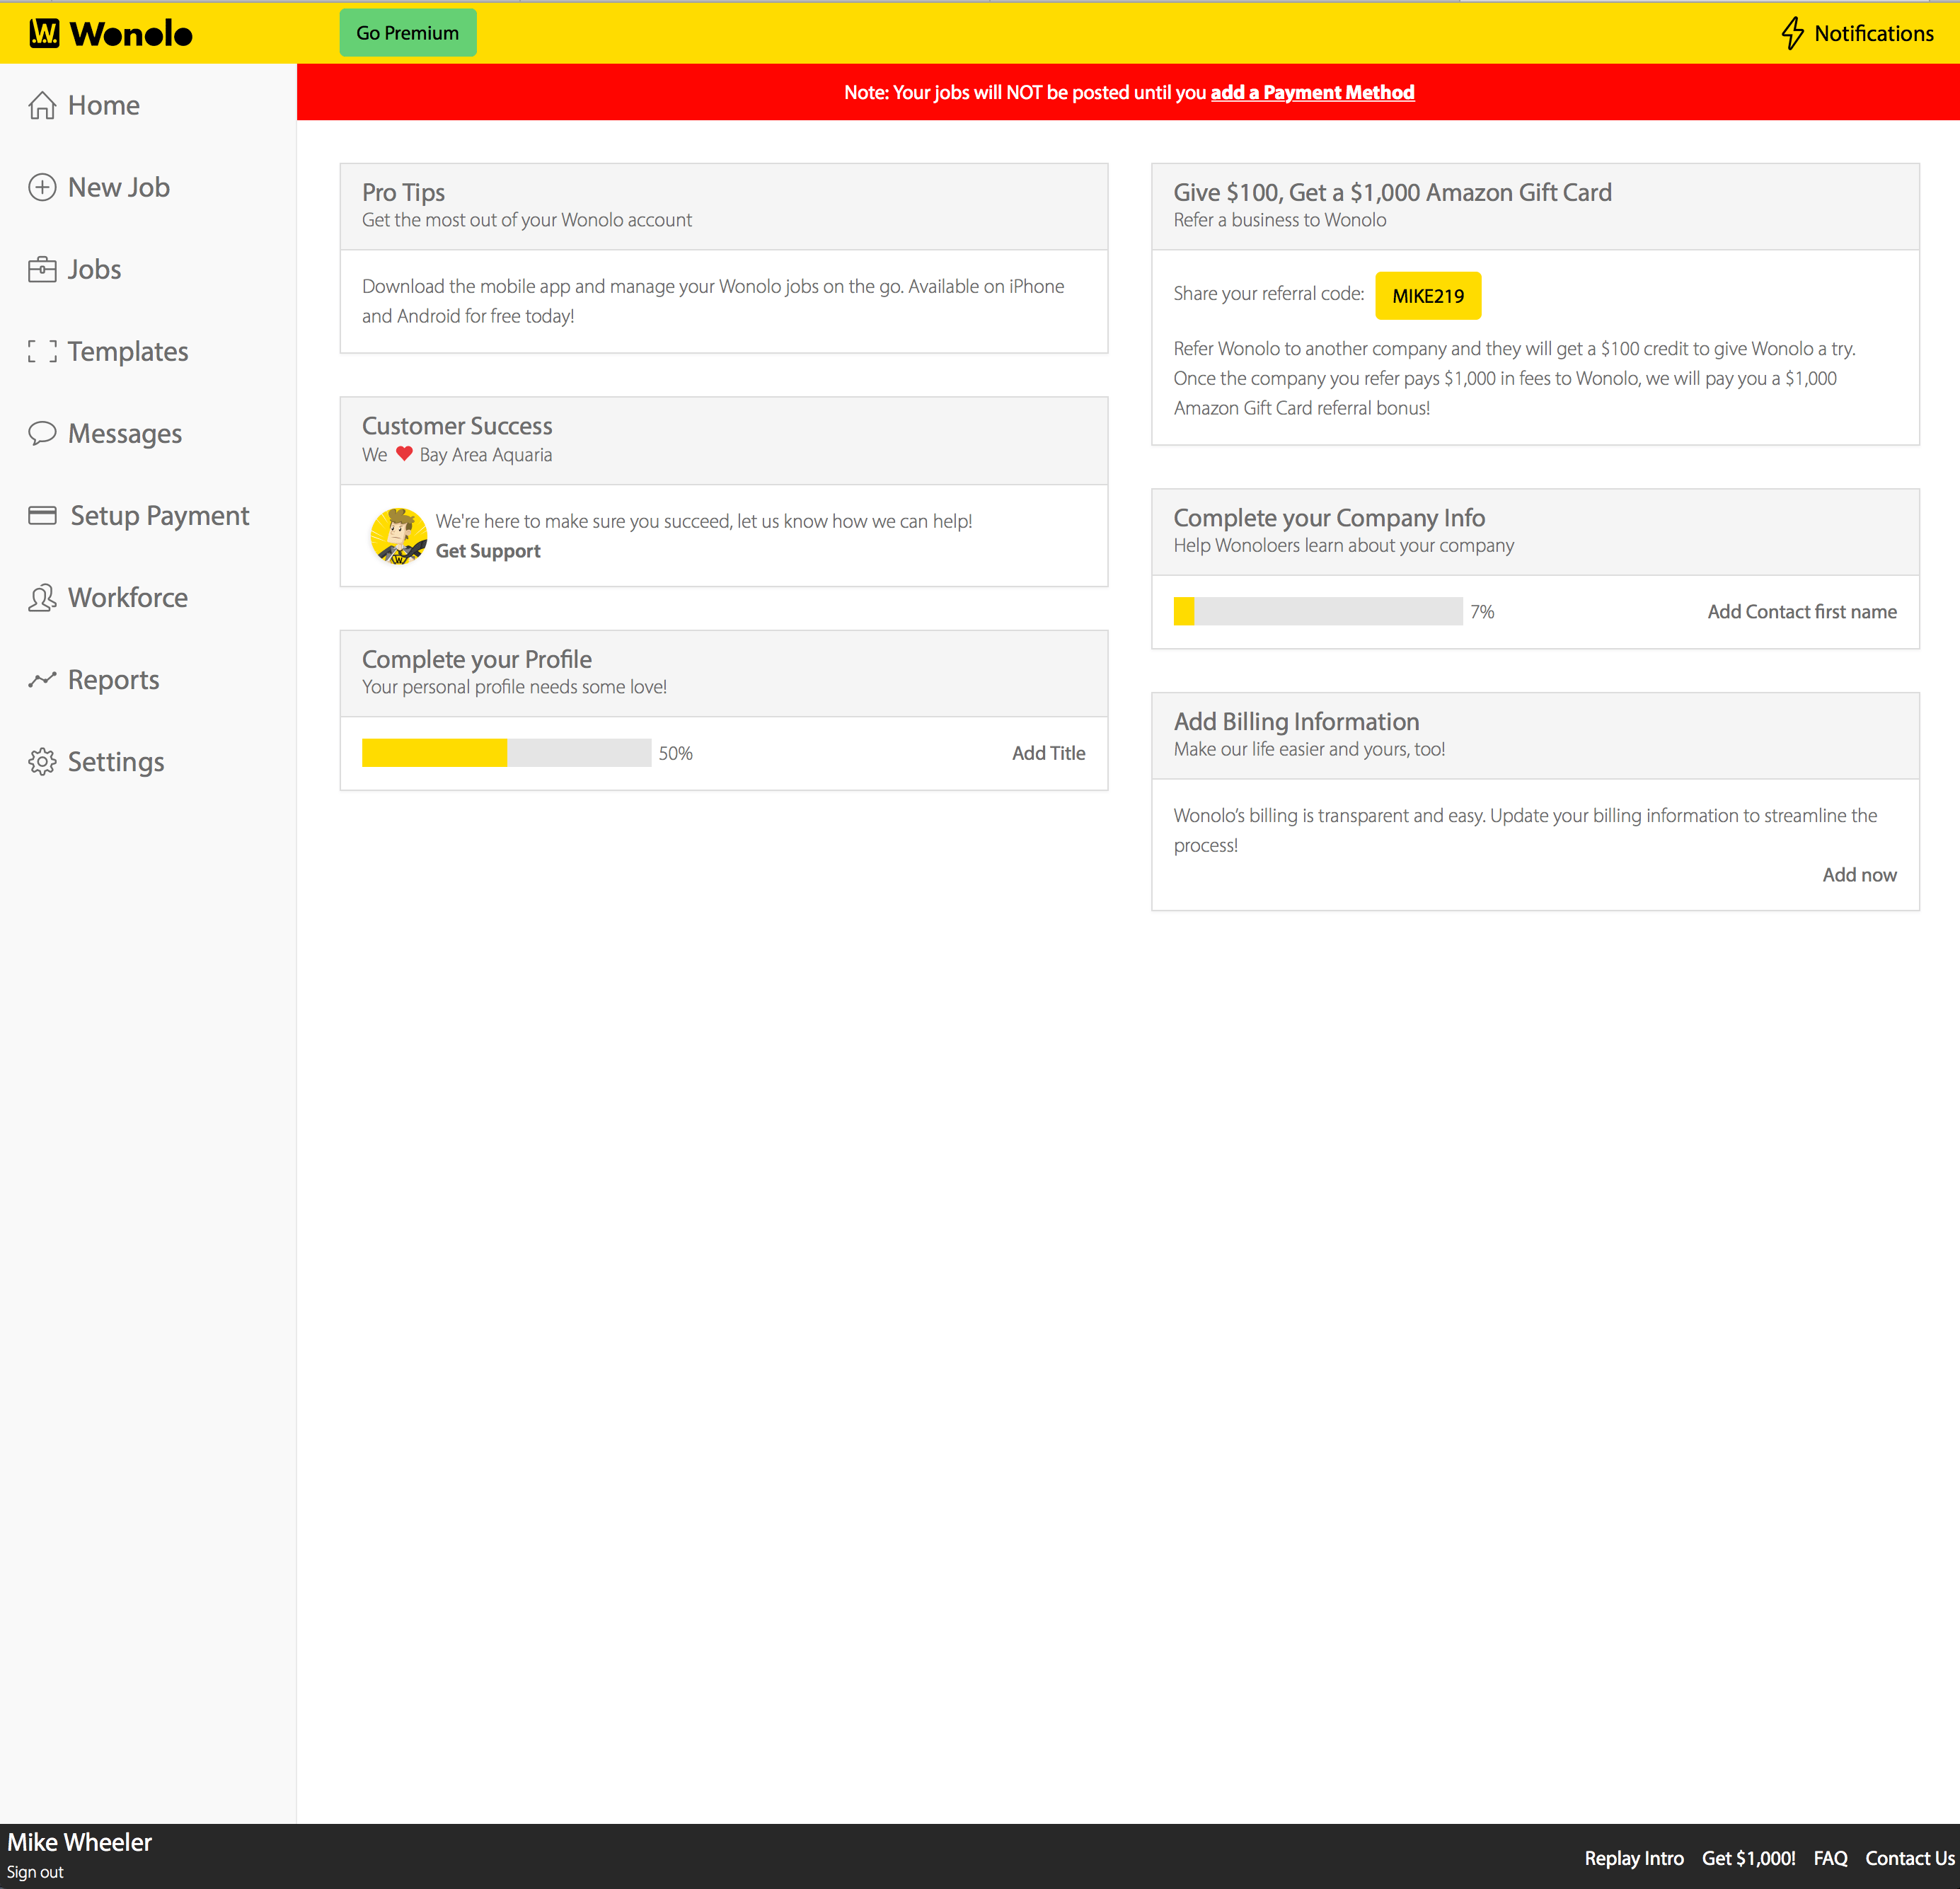 Wonolo
Go Premium
Notifications
Home
New Job
Jobs
Templates
Messages
Setup Payment
Workforce
Reports
Settings
Note: Your jobs will NOT be posted until you add a Payment Method
Pro Tips
Get the most out of your Wonolo account
Download the mobile app and manage your Wonolo jobs on the go. Available on iPhone
and Android for free today!
Customer Success
We ❤ Bay Area Aquaria
We're here to make sure you succeed, let us know how we can help!
Get Support
Complete your Profile
Your personal profile needs some love!
50%
Add Title
Give $100, Get a $1,000 Amazon Gift Card
Refer a business to Wonolo
Share your referral code: MIKE219
Refer Wonolo to another company and they will get a $100 credit to give Wonolo a try.
Once the company you refer pays $1,000 in fees to Wonolo, we will pay you a $1,000
Amazon Gift Card referral bonus!
Complete your Company Info
Help Wonoloers learn about your company
7%
Add Contact first name
Add Billing Information
Make our life easier and yours, too!
Wonolo’s billing is transparent and easy. Update your billing information to streamline the
process!
Add now
Mike Wheeler
Sign out
Replay Intro
Get $1,000!
FAQ
Contact Us